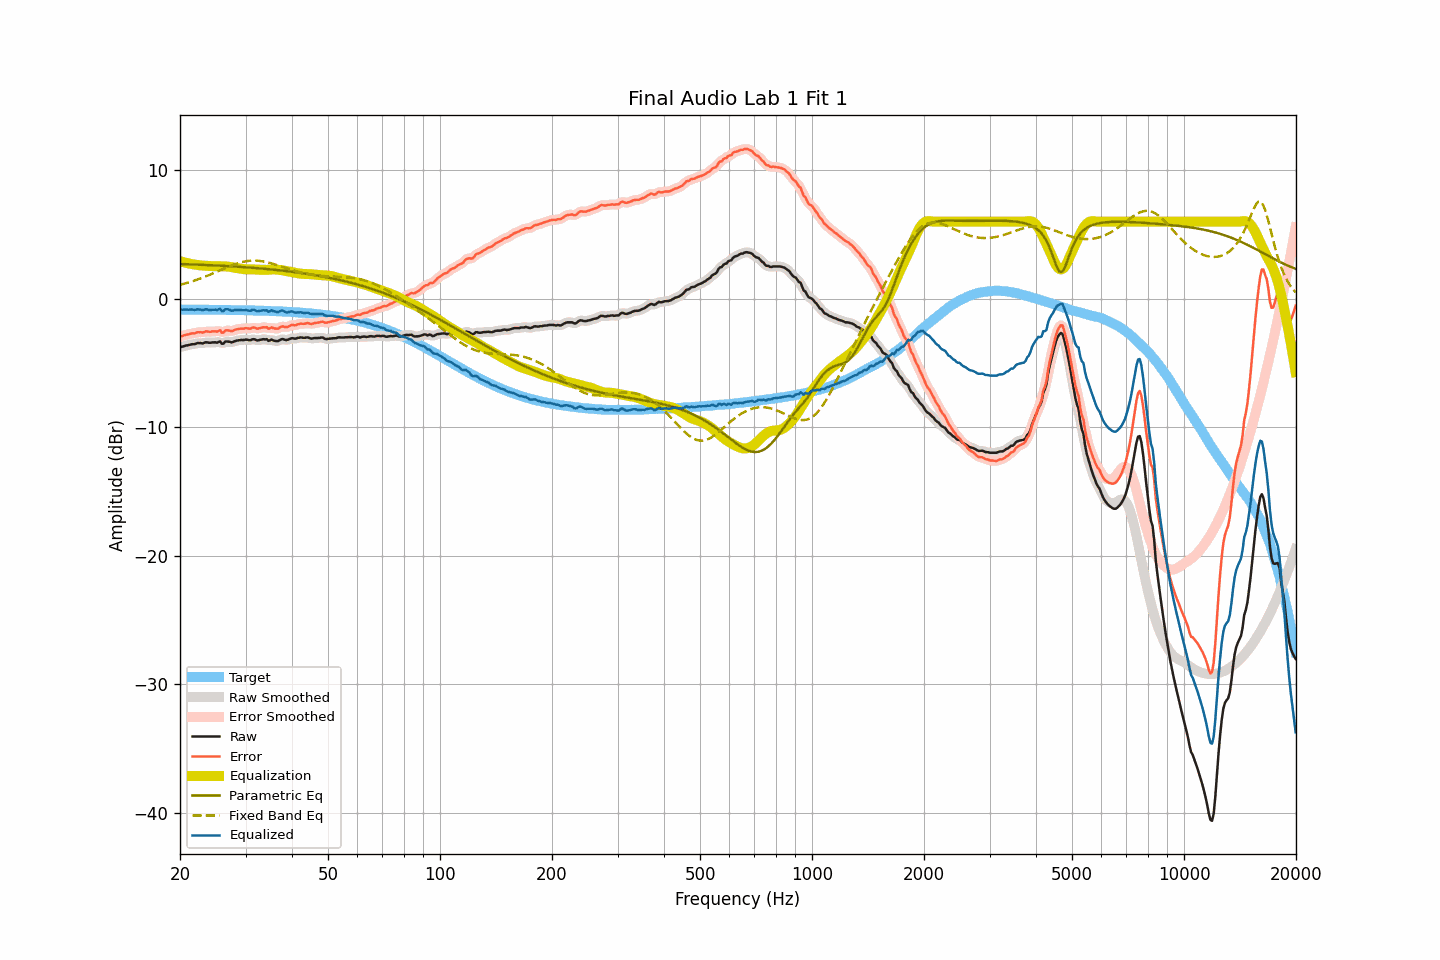 Final Audio Lab 1 Fit 1
Amplitude (dBr)
10
0
−10
−20
−30
−40
Target
Raw Smoothed
Error Smoothed
Raw
Error
Equalization
Parametric Eq
Fixed Band Eq
Equalized
20 50 100 200 500 1000 2000 5000 10000 20000
Frequency (Hz)